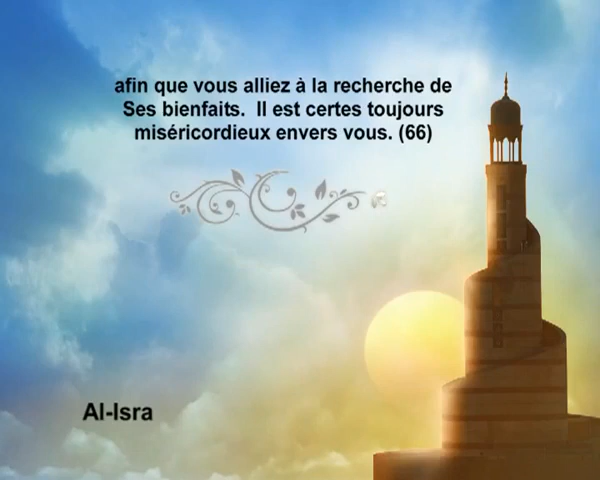 afin que vous alliez à la recherche de
Ses bienfaits. Il est certes toujours
miséricordieux envers vous. (66)
Al-Isra